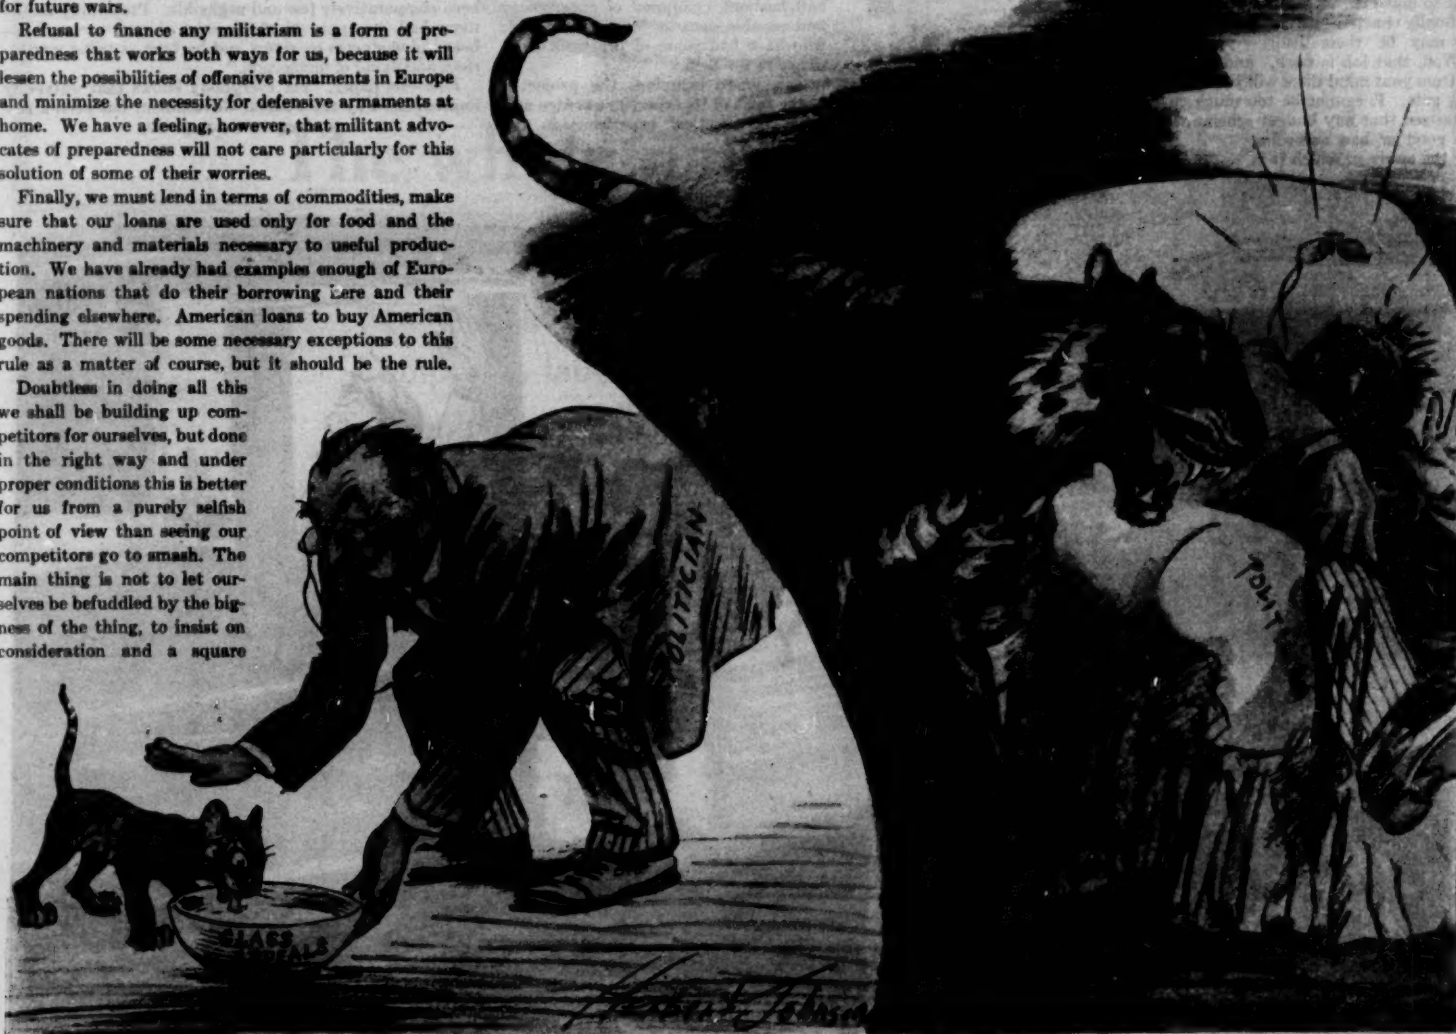 for future wars.
Refusal to finance any militarism is a form of pre-
paredness that works both ways for us, because it will
lessen the possibilities of offensive armaments in Europe
and minimize the necessity for defensive armaments at
home. We have a feeling, however, that militant advo-
cates of preparedness will not care particularly for this
solution of some of their worries.
Finally, we must lend in terms of commodities, make
sure that our loans are used only for food and the
machinery and materials necessary to useful produc-
tion. We have already had examples enough of Euro-
pean nations that do their borrowing here and their
spending elsewhere. American loans to buy American
goods. There will be some necessary exceptions to this
rule as a matter of course, but it should be the rule.
Doubtless in doing all this
we shall be building up com-
petitors for ourselves, but done
in the right way and under
proper conditions this is better
for us from a purely selfish
point of view than seeing our
competitors go to smash. The
main thing is not to let our-
selves be befuddled by the big-
ness of the thing, to insist on
consideration and a square
POLITICIAN
POLIT
CLASS
APPEALS
Herbert Johnson